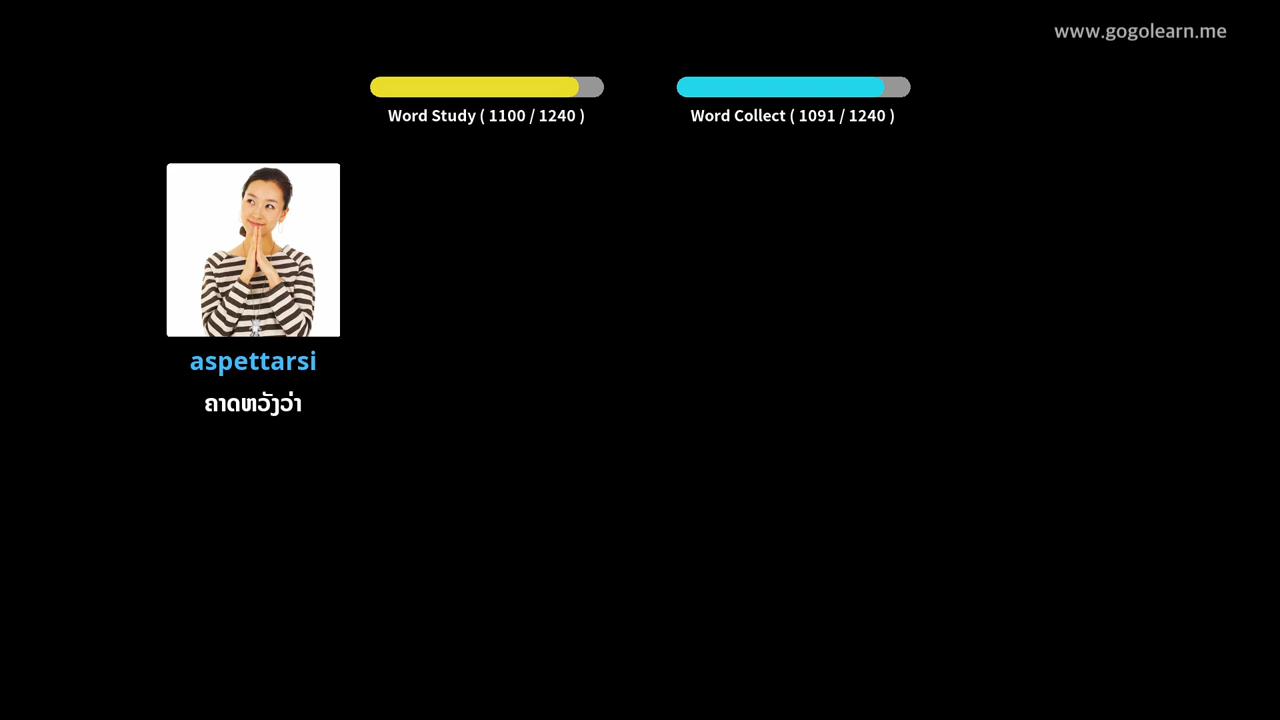 www.gogolearn.me
Word Study ( 1100 / 1240 )
Word Collect ( 1091 / 1240 )
aspettarsi
ຄາດຫວັງວ່າ